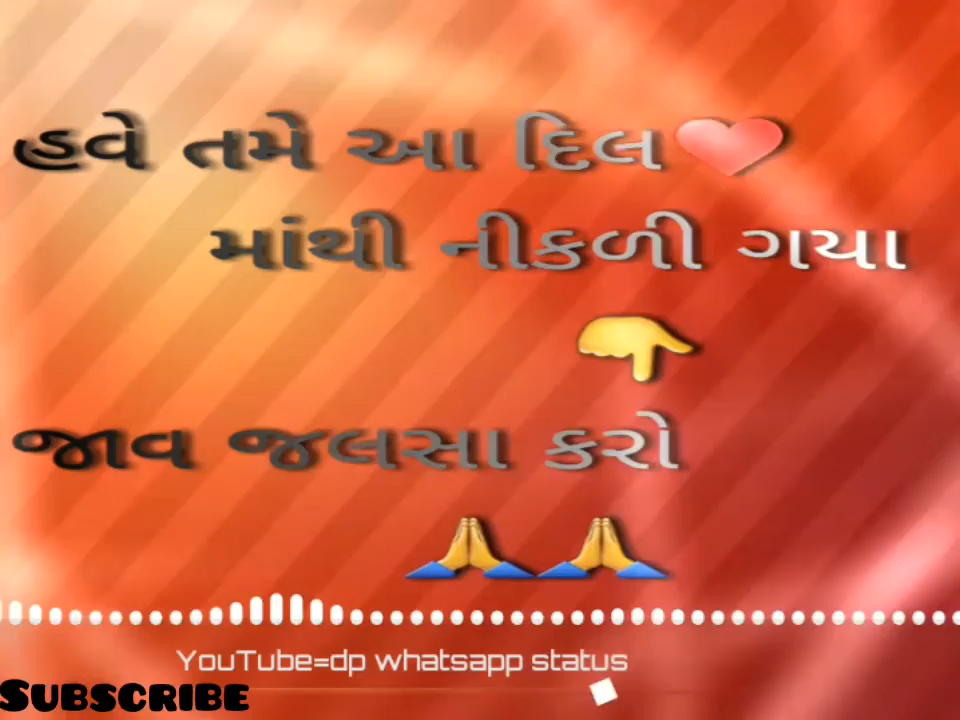 હવે તમે આ દિલ❤️
માંથી નીકળી ગયા
👇
જાવ જલસા કરો
🙏🙏
YouTube=dp whatsapp status
SUBSCRIBE